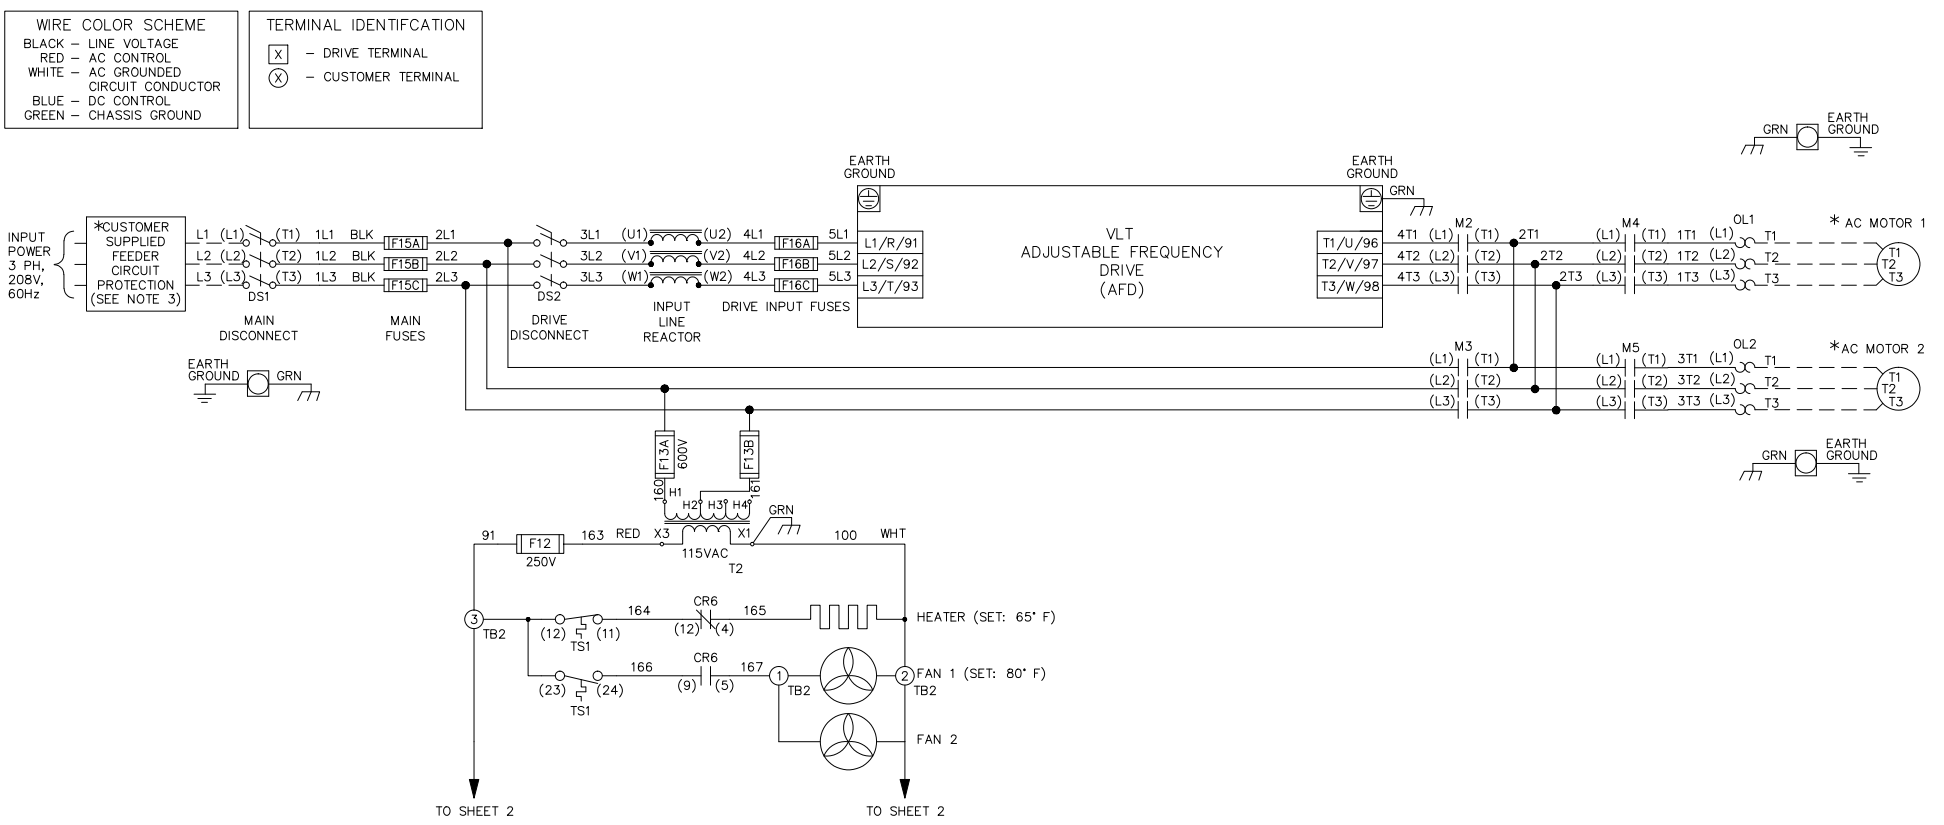 WIRE COLOR SCHEME
BLACK – LINE VOLTAGE
RED – AC CONTROL
WHITE – AC GROUNDED
CIRCUIT CONDUCTOR
BLUE – DC CONTROL
GREEN – CHASSIS GROUND
TERMINAL IDENTIFCATION
X – DRIVE TERMINAL
X – CUSTOMER TERMINAL
INPUT
POWER
3 PH,
208V,
60Hz
*CUSTOMER
SUPPLIED
FEEDER
CIRCUIT
PROTECTION
(SEE NOTE 3)
L1 (L1) (T1) 1L1 BLK F15A 2L1
L2 (L2) (T2) 1L2 BLK F15B 2L2
L3 (L3) (T3) 1L3 BLK F15C 2L3
DS1
MAIN
DISCONNECT
MAIN
FUSES
3L1 (U1) (U2) 4L1 F16A 5L1
3L2 (V1) (V2) 4L2 F16B 5L2
3L3 (W1) (W2) 4L3 F16C 5L3
DS2
DRIVE
DISCONNECT
INPUT
LINE
REACTOR
DRIVE INPUT FUSES
EARTH
GROUND
L1/R/91
L2/S/92
L3/T/93
VLT
ADJUSTABLE FREQUENCY
DRIVE
(AFD)
EARTH
GROUND
GRN
T1/U/96
T2/V/97
T3/W/98
M2
4T1 (L1) (T1) 2T1
4T2 (L2) (T2) 2T2
4T3 (L3) (T3) 2T3
M4
(L1) (T1) 1T1 (L1) T1
(L2) (T2) 1T2 (L2) T2
(L3) (T3) 1T3 (L3) T3
OL1
* AC MOTOR 1
T1
T2
T3
GRN
EARTH
GROUND
M3
(L1) (T1)
(L2) (T2)
(L3) (T3)
M5
(L1) (T1) 3T1 (L1) T1
(L2) (T2) 3T2 (L2) T2
(L3) (T3) 3T3 (L3) T3
OL2
*AC MOTOR 2
T1
T2
T3
GRN
EARTH
GROUND
EARTH
GROUND
GRN
F13A
600V
F13B
160
161
H1
H2 H3 H4
GRN
91
F12
250V
163 RED X3
X1 100 WHT
115VAC
T2
3
TB2
(12) (11)
TS1
164
CR6
(12) (4)
165
HEATER (SET: 65° F)
(23) (24)
TS1
166
CR6
(9) (5)
167
1
TB2
2
TB2
FAN 1 (SET: 80° F)
FAN 2
TO SHEET 2
TO SHEET 2